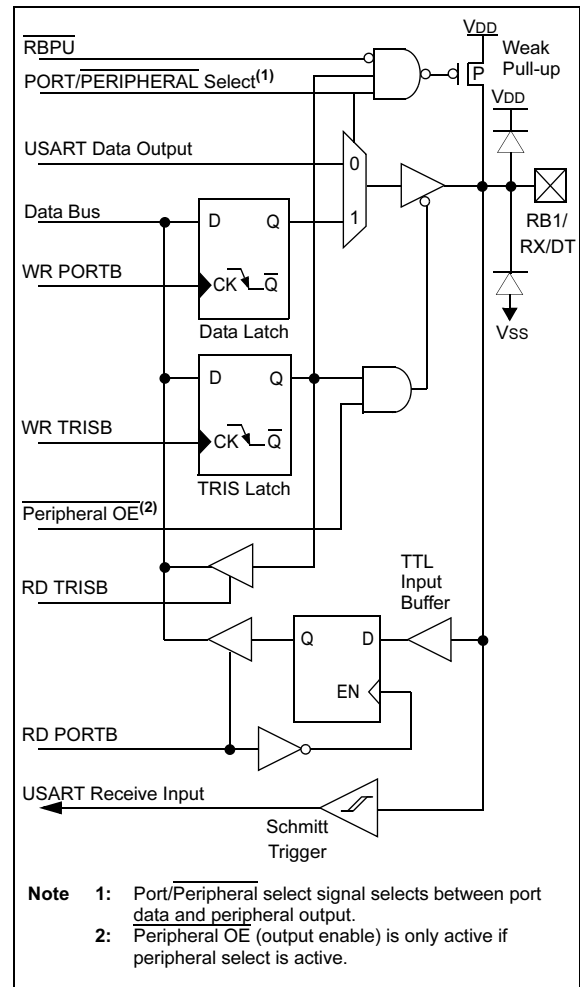 RBPU
VDD
Weak
Pull-up
PORT/PERIPHERAL Select(1)
P
VDD
USART Data Output
0
Data Bus
D Q
1
RB1/
RX/DT
WR PORTB
CK Q
Data Latch
VSS
D Q
WR TRISB
CK Q
TRIS Latch
Peripheral OE(2)
TTL
Input
Buffer
RD TRISB
Q D
EN
RD PORTB
USART Receive Input
Schmitt
Trigger
Note 1: Port/Peripheral select signal selects between port
data and peripheral output.
2: Peripheral OE (output enable) is only active if
peripheral select is active.